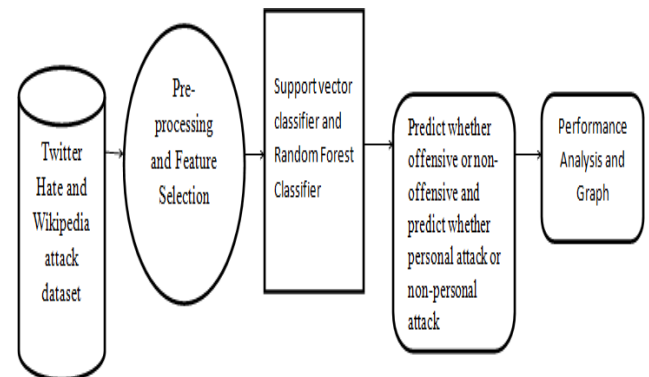 Twitter
Hate and
Wikipedia
attack
dataset
Pre-
processing
and Feature
Selection
Support vector
classifier and
Random Forest
Classifier
Predict whether
offensive or non-
offensive and
predict whether
personal attack or
non-personal
attack
Performance
Analysis and
Graph